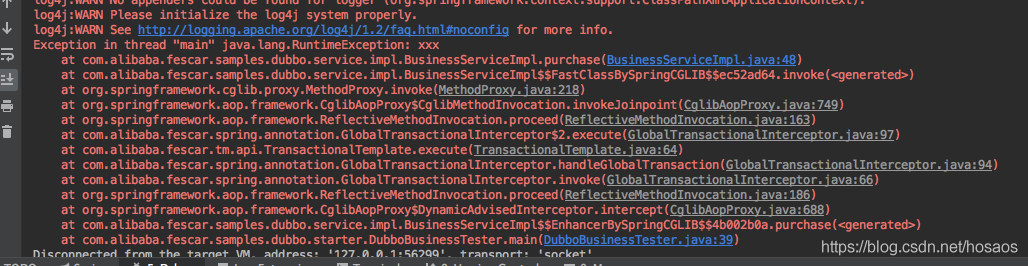 log4j:WARN No appenders could be found for logger (org.springframework.context.support.ClassPathXmlApplicationContext).
log4j:WARN Please initialize the log4j system properly.
log4j:WARN See http://logging.apache.org/log4j/1.2/faq.html#noconfig for more info.
Exception in thread "main" java.lang.RuntimeException: xxx
at com.alibaba.fescar.samples.dubbo.service.impl.BusinessServiceImpl.purchase(BusinessServiceImpl.java:48)
at com.alibaba.fescar.samples.dubbo.service.impl.BusinessServiceImpl$$FastClassBySpringCGLIB$$ec52ad64.invoke(<generated>)
at org.springframework.cglib.proxy.MethodProxy.invoke(MethodProxy.java:218)
at org.springframework.aop.framework.CglibAopProxy$CglibMethodInvocation.invokeJoinpoint(CglibAopProxy.java:749)
at org.springframework.aop.framework.ReflectiveMethodInvocation.proceed(ReflectiveMethodInvocation.java:163)
at com.alibaba.fescar.spring.annotation.GlobalTransactionalInterceptor$2.execute(GlobalTransactionalInterceptor.java:97)
at com.alibaba.fescar.tm.api.TransactionalTemplate.execute(TransactionalTemplate.java:64)
at com.alibaba.fescar.spring.annotation.GlobalTransactionalInterceptor.handleGlobalTransaction(GlobalTransactionalInterceptor.java:94)
at com.alibaba.fescar.spring.annotation.GlobalTransactionalInterceptor.invoke(GlobalTransactionalInterceptor.java:66)
at org.springframework.aop.framework.ReflectiveMethodInvocation.proceed(ReflectiveMethodInvocation.java:186)
at org.springframework.aop.framework.CglibAopProxy$DynamicAdvisedInterceptor.intercept(CglibAopProxy.java:688)
at com.alibaba.fescar.samples.dubbo.service.impl.BusinessServiceImpl$$EnhancerBySpringCGLIB$$4b002b0a.purchase(<generated>)
at com.alibaba.fescar.samples.dubbo.starter.DubboBusinessTester.main(DubboBusinessTester.java:39)
Disconnected from the target VM, address: '127.0.0.1:56299', transport: 'socket'
https://blog.csdn.net/hosaos